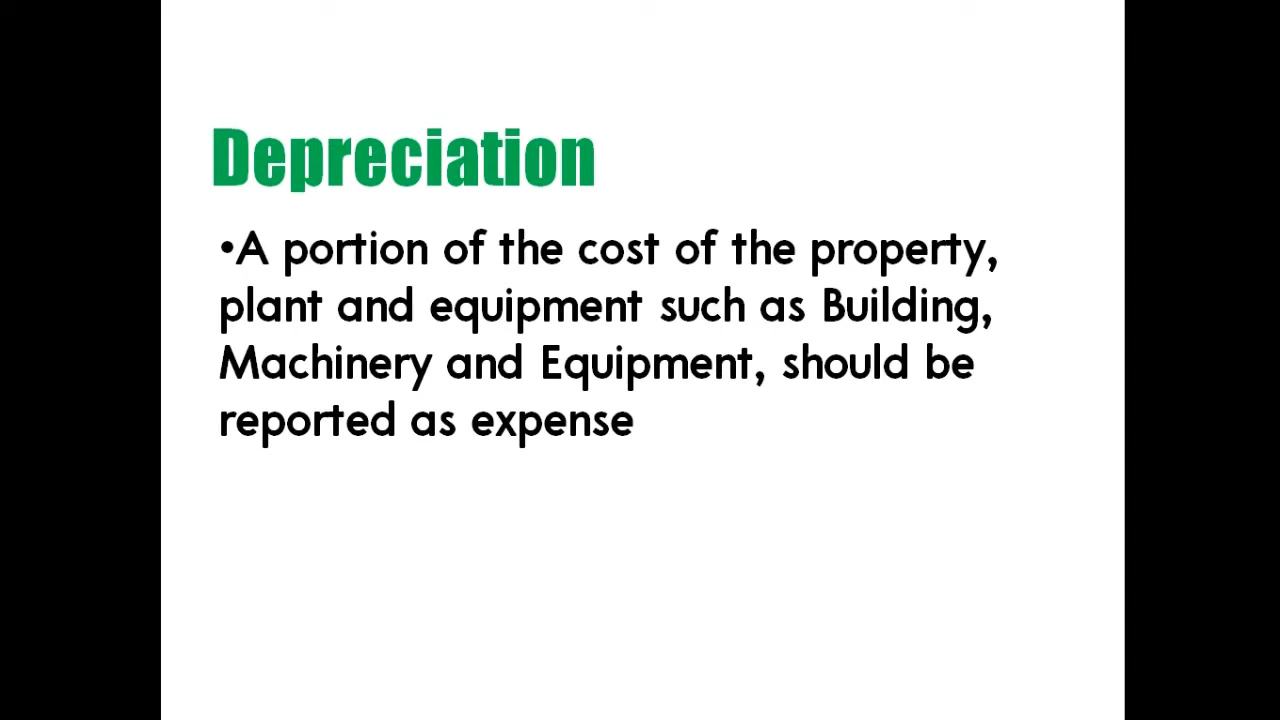 Depreciation
•A portion of the cost of the property,
plant and equipment such as Building,
Machinery and Equipment, should be
reported as expense